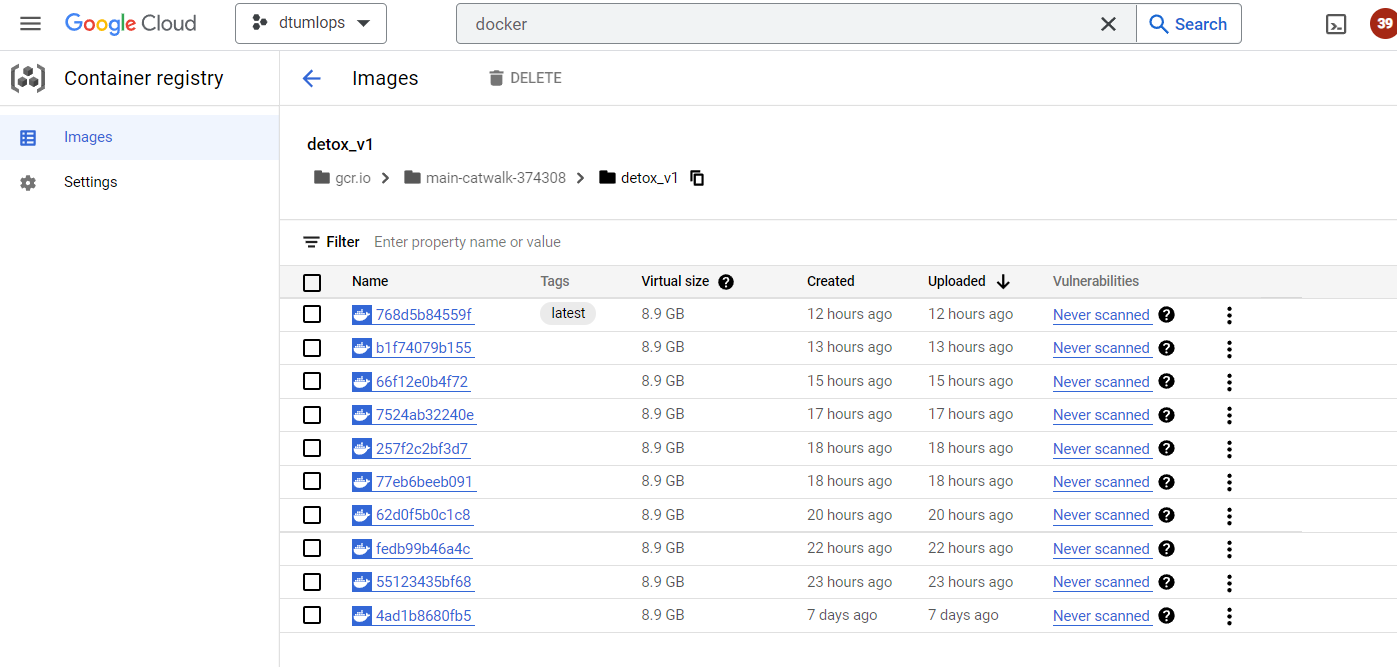 Google Cloud dtumlops docker Search 39
Container registry Images DELETE
Images
Settings
detox_v1
gcr.io main-catwalk-374308 detox_v1
Filter Enter property name or value
Name Tags Virtual size Created Uploaded Vulnerabilities
768d5b84559f latest 8.9 GB 12 hours ago 12 hours ago Never scanned
b1f74079b155 8.9 GB 13 hours ago 13 hours ago Never scanned
66f12e0b4f72 8.9 GB 15 hours ago 15 hours ago Never scanned
7524ab32240e 8.9 GB 17 hours ago 17 hours ago Never scanned
257f2c2bf3d7 8.9 GB 18 hours ago 18 hours ago Never scanned
77eb6beeb091 8.9 GB 18 hours ago 18 hours ago Never scanned
62d0f5b0c1c8 8.9 GB 20 hours ago 20 hours ago Never scanned
fedb99b46a4c 8.9 GB 22 hours ago 22 hours ago Never scanned
55123435bf68 8.9 GB 23 hours ago 23 hours ago Never scanned
4ad1b8680fb5 8.9 GB 7 days ago 7 days ago Never scanned